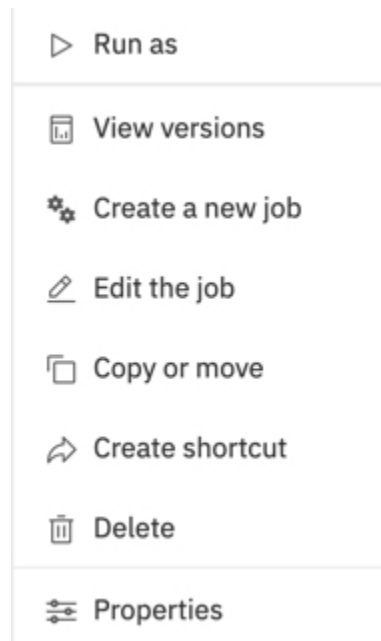 Run as
View versions
Create a new job
Edit the job
Copy or move
Create shortcut
Delete
Properties